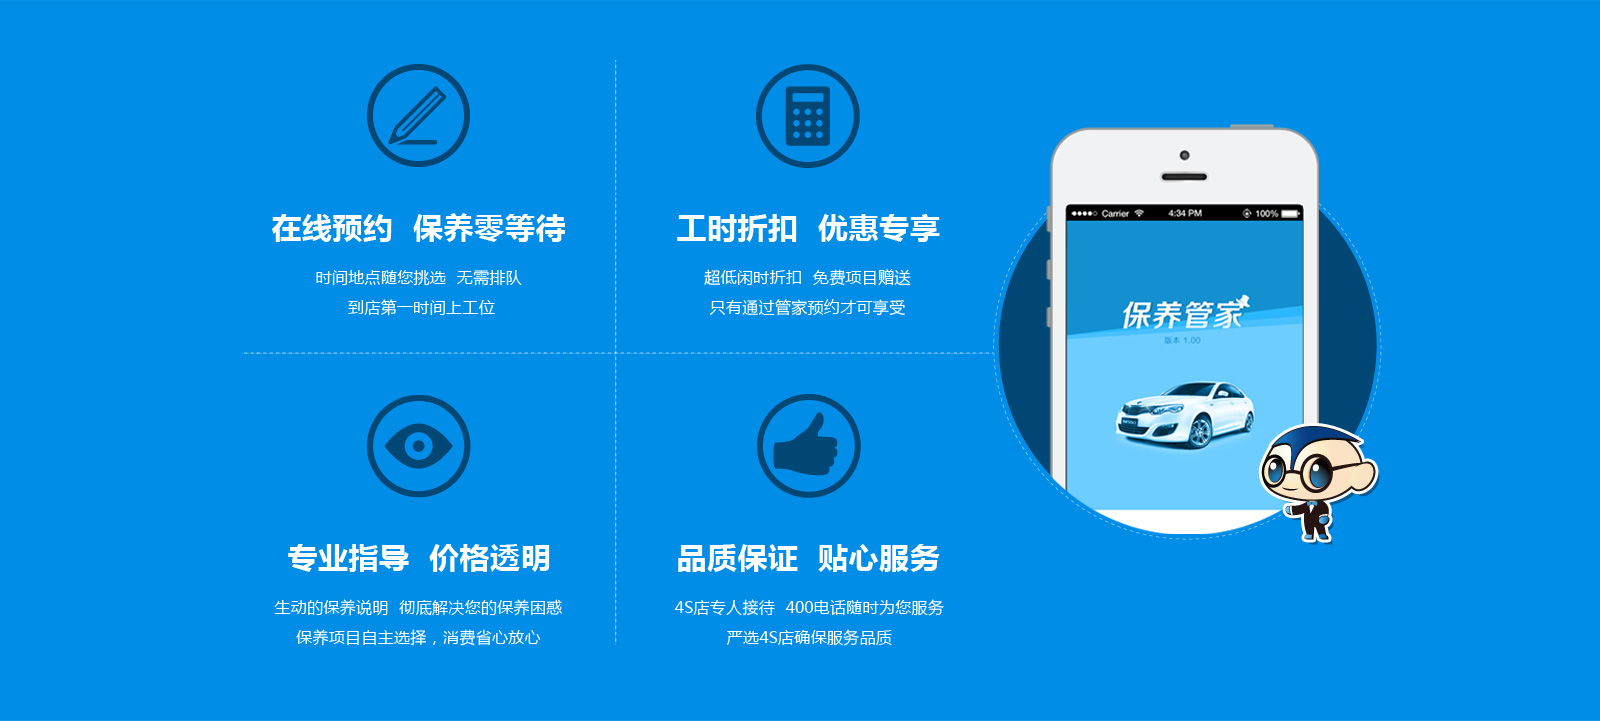 在线预约 保养零等待
时间地点随您挑选 无需排队
到店第一时间上工位
工时折扣 优惠专享
超低闲时折扣 免费项目赠送
只有通过管家预约才可享受
专业指导 价格透明
生动的保养说明 彻底解决您的保养困惑
保养项目自主选择，消费省心放心
品质保证 贴心服务
4S店专人接待 400电话随时为您服务
严选4S店确保服务品质
Carrier 4:34 PM 100%
保养管家
版本 1.00